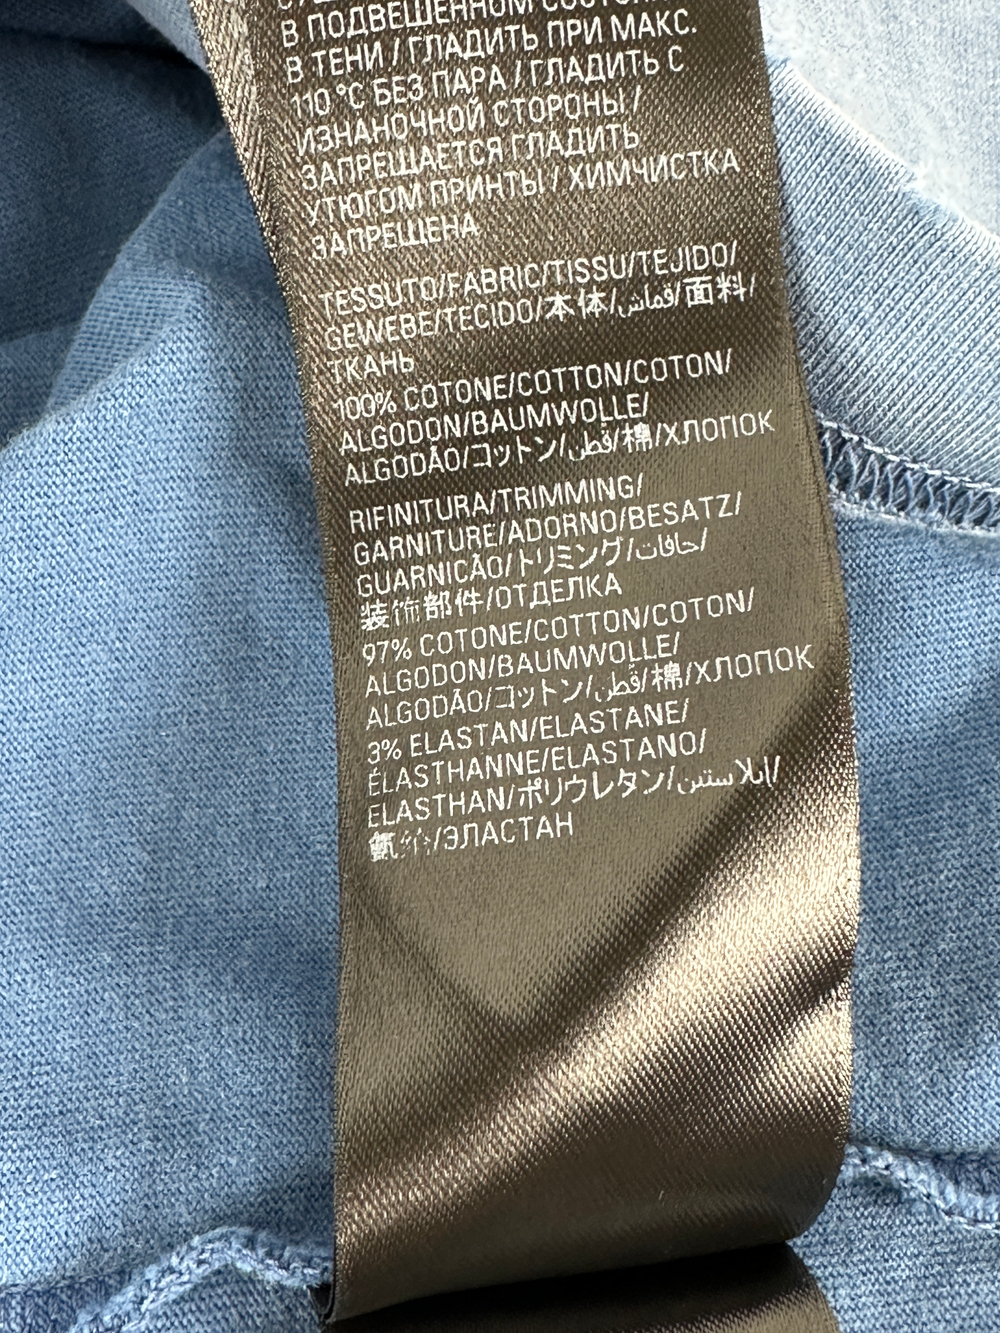 В ПОДВЕШЕННОМ
В ТЕНИ / ГЛАДИТЬ ПРИ МАКС.
110 °C БЕЗ ПАРА / ГЛАДИТЬ С
ИЗНАНОЧНОЙ СТОРОНЫ /
ЗАПРЕЩАЕТСЯ ГЛАДИТЬ
УТЮГОМ ПРИНТЫ / ХИМЧИСТКА
ЗАПРЕЩЕНА
TESSUTO/FABRIC/TISSU/TEJIDO/
GEWEBE/TECIDO/本体/قماش/面料/
ТКАНЬ
100% COTONE/COTTON/COTON/
ALGODON/BAUMWOLLE/
ALGODÃO/コットン/قطن/棉/ХЛОПОК
RIFINITURA/TRIMMING/
GARNITURE/ADORNO/BESATZ/
GUARNICÃO/トリミング/حافات/
装饰部件/ОТДЕЛКА
97% COTONE/COTTON/COTON/
ALGODON/BAUMWOLLE/
ALGODÃO/コットン/قطن/棉/ХЛОПОК
3% ELASTAN/ELASTANE/
ÉLASTHANNE/ELASTANO/
ELASTHAN/ポリウレタン/إيلاستين/
/ЭЛАСТАН